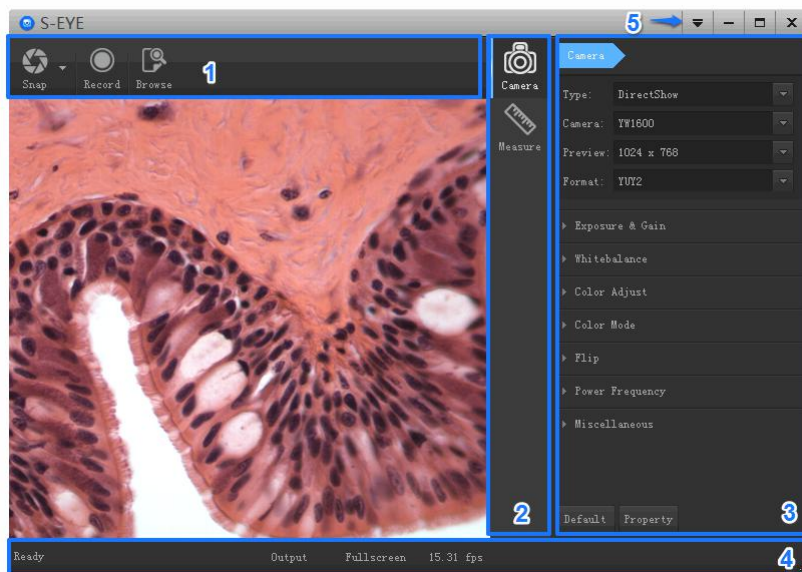 S-EYE
5
Snap
Record
Browse
1
Camera
Measure
2
Camera
Type: DirectShow
Camera: YW1600
Preview: 1024 x 768
Format: YUY2
Exposure & Gain
Whitebalance
Color Adjust
Color Mode
Flip
Power Frequency
Miscellaneous
Default Property
3
Ready Output Fullscreen 15.31 fps
4